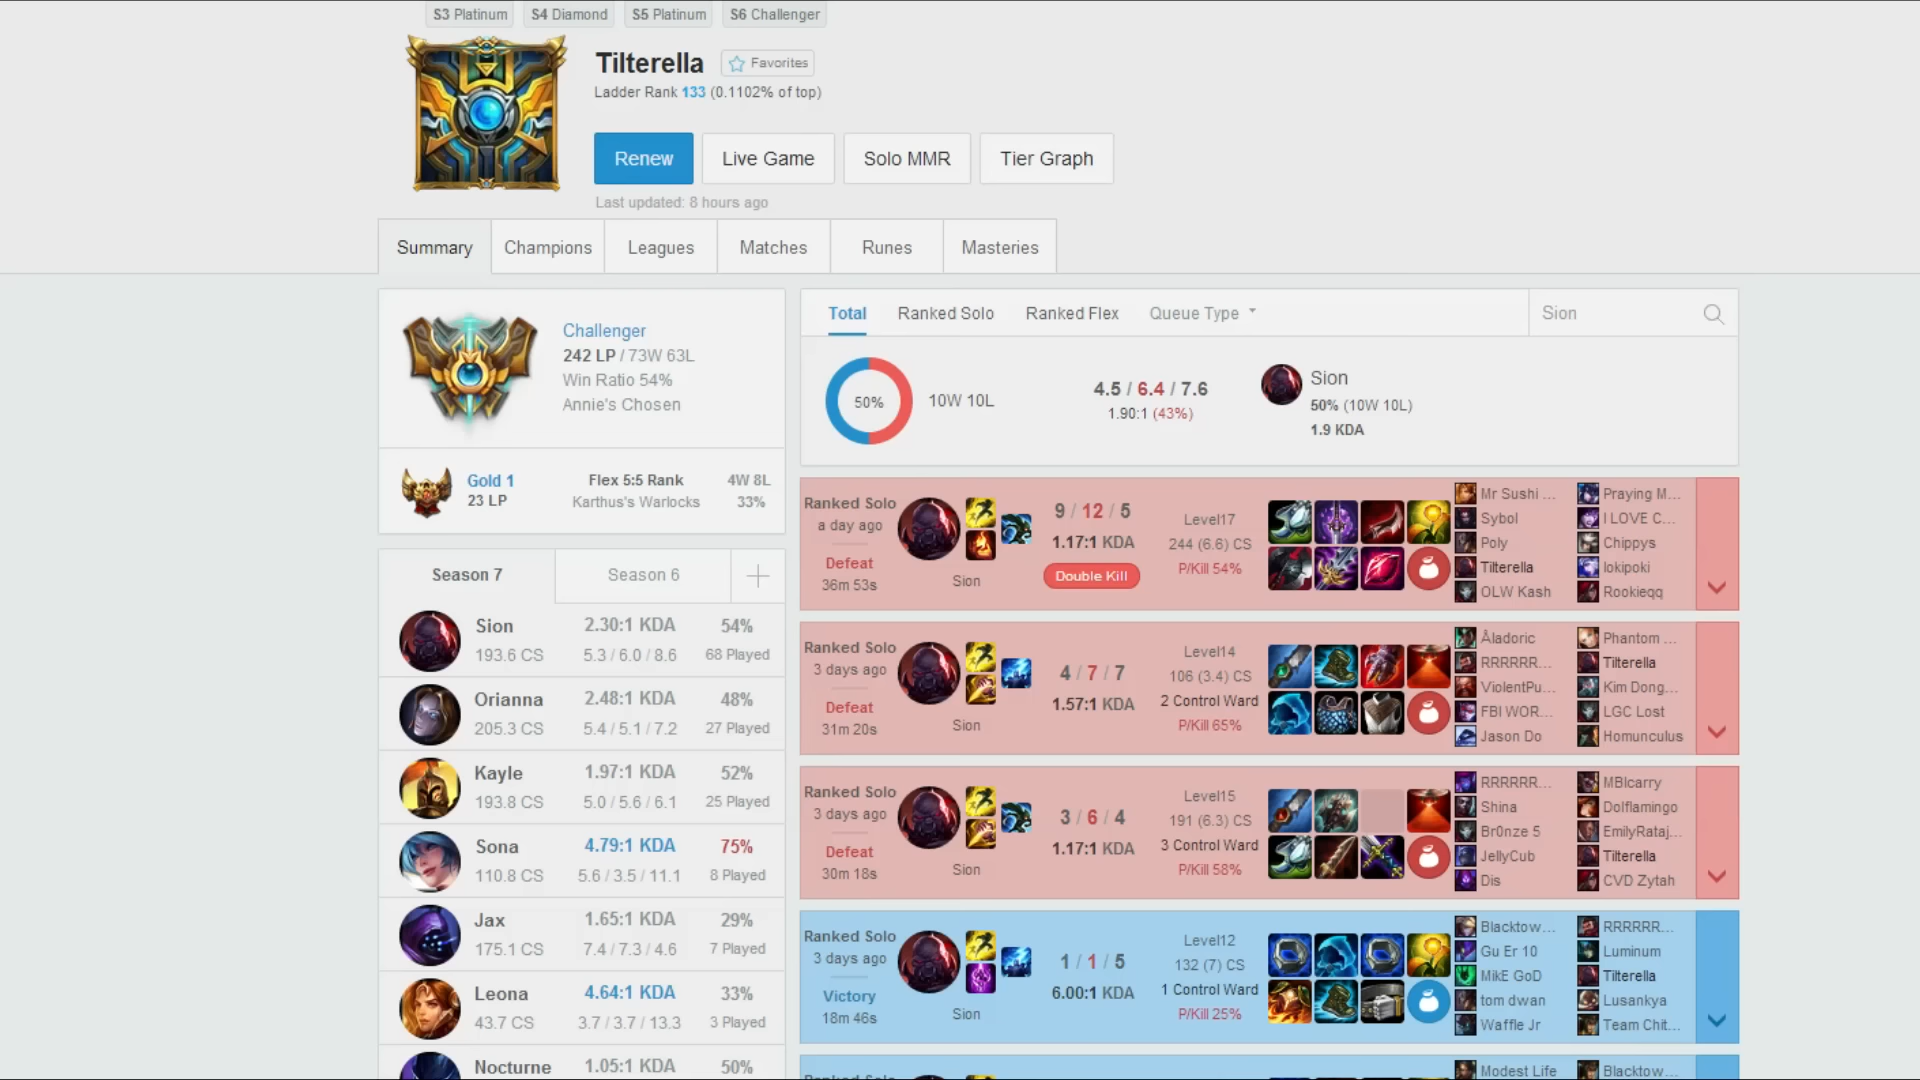 S3 Platinum S4 Diamond S5 Platinum S6 Challenger
Tilterella Favorites
Ladder Rank 133 (0.1102% of top)
Renew Live Game Solo MMR Tier Graph
Last updated: 8 hours ago
Summary Champions Leagues Matches Runes Masteries
Challenger
242 LP / 73W 63L
Win Ratio 54%
Annie's Chosen
Gold 1 Flex 5:5 Rank 4W 8L
23 LP Karthus's Warlocks 33%
Season 7 Season 6
Sion 2.30:1 KDA 54%
193.6 CS 5.3 / 6.0 / 8.6 68 Played
Orianna 2.48:1 KDA 48%
205.3 CS 5.4 / 5.1 / 7.2 27 Played
Kayle 1.97:1 KDA 52%
193.8 CS 5.0 / 5.6 / 6.1 25 Played
Sona 4.79:1 KDA 75%
110.8 CS 5.6 / 3.5 / 11.1 8 Played
Jax 1.65:1 KDA 29%
175.1 CS 7.4 / 7.3 / 4.6 7 Played
Leona 4.64:1 KDA 33%
43.7 CS 3.7 / 3.7 / 13.3 3 Played
Nocturne 1.05:1 KDA 50%
Total Ranked Solo Ranked Flex Queue Type Sion
50% 10W 10L
4.5 / 6.4 / 7.6
1.90:1 (43%)
Sion
50% (10W 10L)
1.9 KDA
Ranked Solo
a day ago
Defeat
36m 53s
Sion
9 / 12 / 5
1.17:1 KDA
Double Kill
Level17
244 (6.6) CS
P/Kill 54%
Mr Sushi ... Praying M...
Sybol I LOVE C...
Poly Chippys
Tilterella lokipoki
OLW Kash Rookieqq
Ranked Solo
3 days ago
Defeat
31m 20s
Sion
4 / 7 / 7
1.57:1 KDA
Level14
106 (3.4) CS
2 Control Ward
P/Kill 65%
Åladoric Phantom ...
RRRRRR... Tilterella
ViolentPu... Kim Dong...
FBI WOR... LGC Lost
Jason Do Homunculus
Ranked Solo
3 days ago
Defeat
30m 18s
Sion
3 / 6 / 4
1.17:1 KDA
Level15
191 (6.3) CS
3 Control Ward
P/Kill 58%
RRRRRR... MBIcarry
Shina Dolflamingo
Br0nze 5 EmilyRataj...
JellyCub Tilterella
Dis CVD Zytah
Ranked Solo
3 days ago
Victory
18m 46s
Sion
1 / 1 / 5
6.00:1 KDA
Level12
132 (7) CS
1 Control Ward
P/Kill 25%
Blacktow... RRRRRR...
Gu Er 10 Luminum
MikE GoD Tilterella
tom dwan Lusankya
Waffle Jr Team Chit...
Ranked Solo
Modest Life Blacktow...